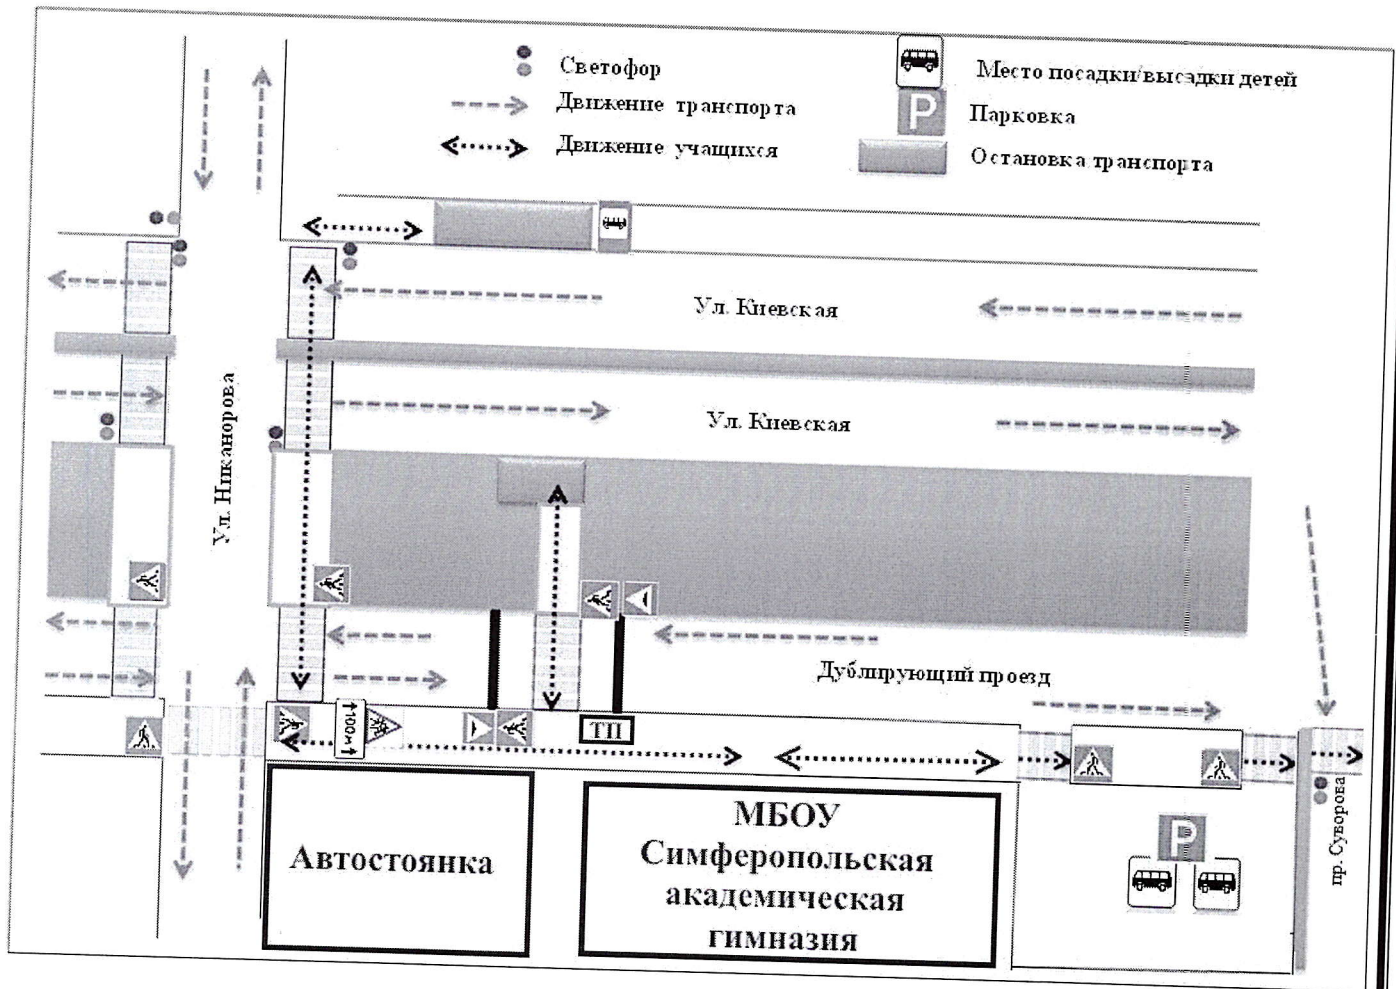 Светофор
Движение транспорта
Движение учащихся
Место посадки/высадки детей
P
Парковка
Остановка транспорта
Ул. Киевская
Ул. Киевская
Ул. Никанорова
Дублирующий проезд
100м
ТП
Автостоянка
МБОУ
Симферопольская
академическая
гимназия
P
пр. Суворова